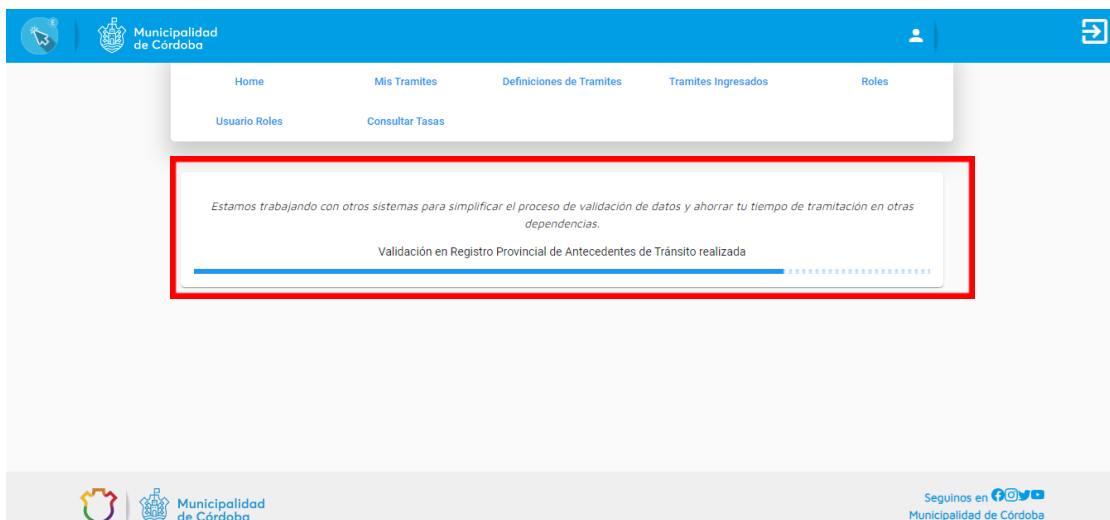 E
Municipalidad
de Córdoba
Home Mis Tramites Definiciones de Tramites Tramites Ingresados Roles
Usuario Roles Consultar Tasas
Estamos trabajando con otros sistemas para simplificar el proceso de validación de datos y ahorrar tu tiempo de tramitación en otras
dependencias.
Validación en Registro Provincial de Antecedentes de Tránsito realizada
Municipalidad
de Córdoba
Seguinos en
Municipalidad de Córdoba